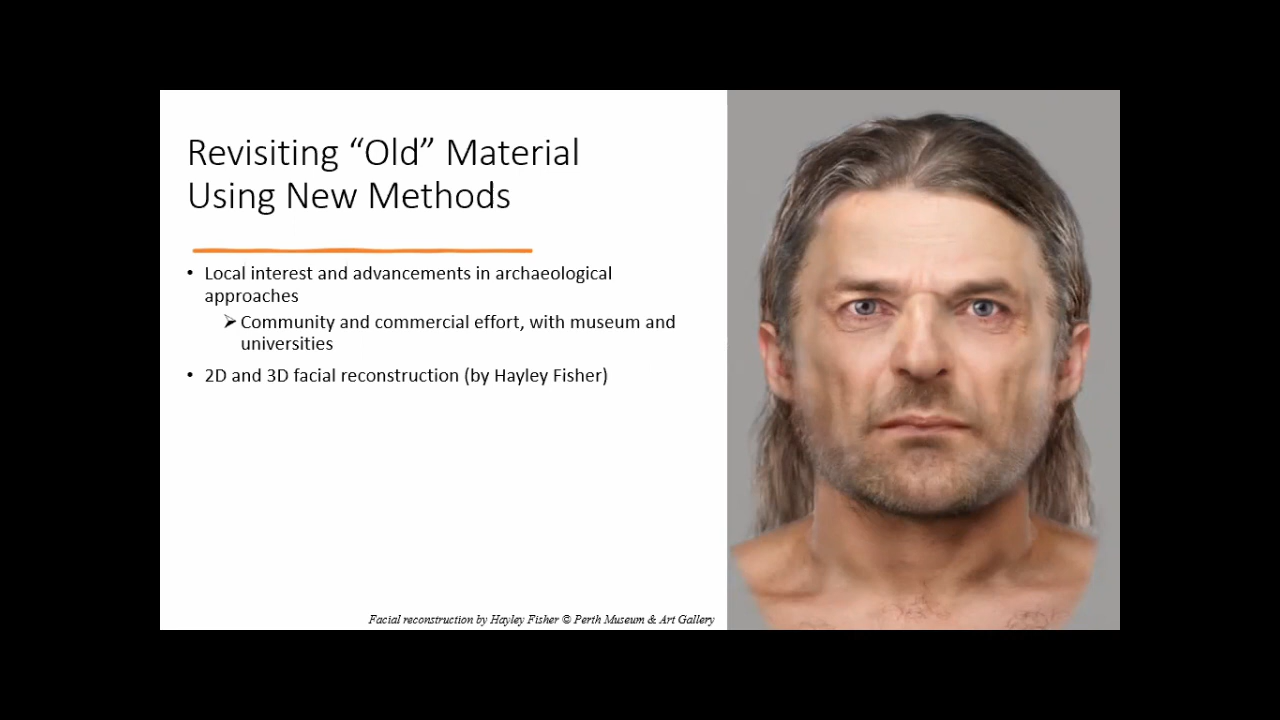 Revisiting “Old” Material
Using New Methods
• Local interest and advancements in archaeological
approaches
➢ Community and commercial effort, with museum and
universities
• 2D and 3D facial reconstruction (by Hayley Fisher)
Facial reconstruction by Hayley Fisher © Perth Museum & Art Gallery